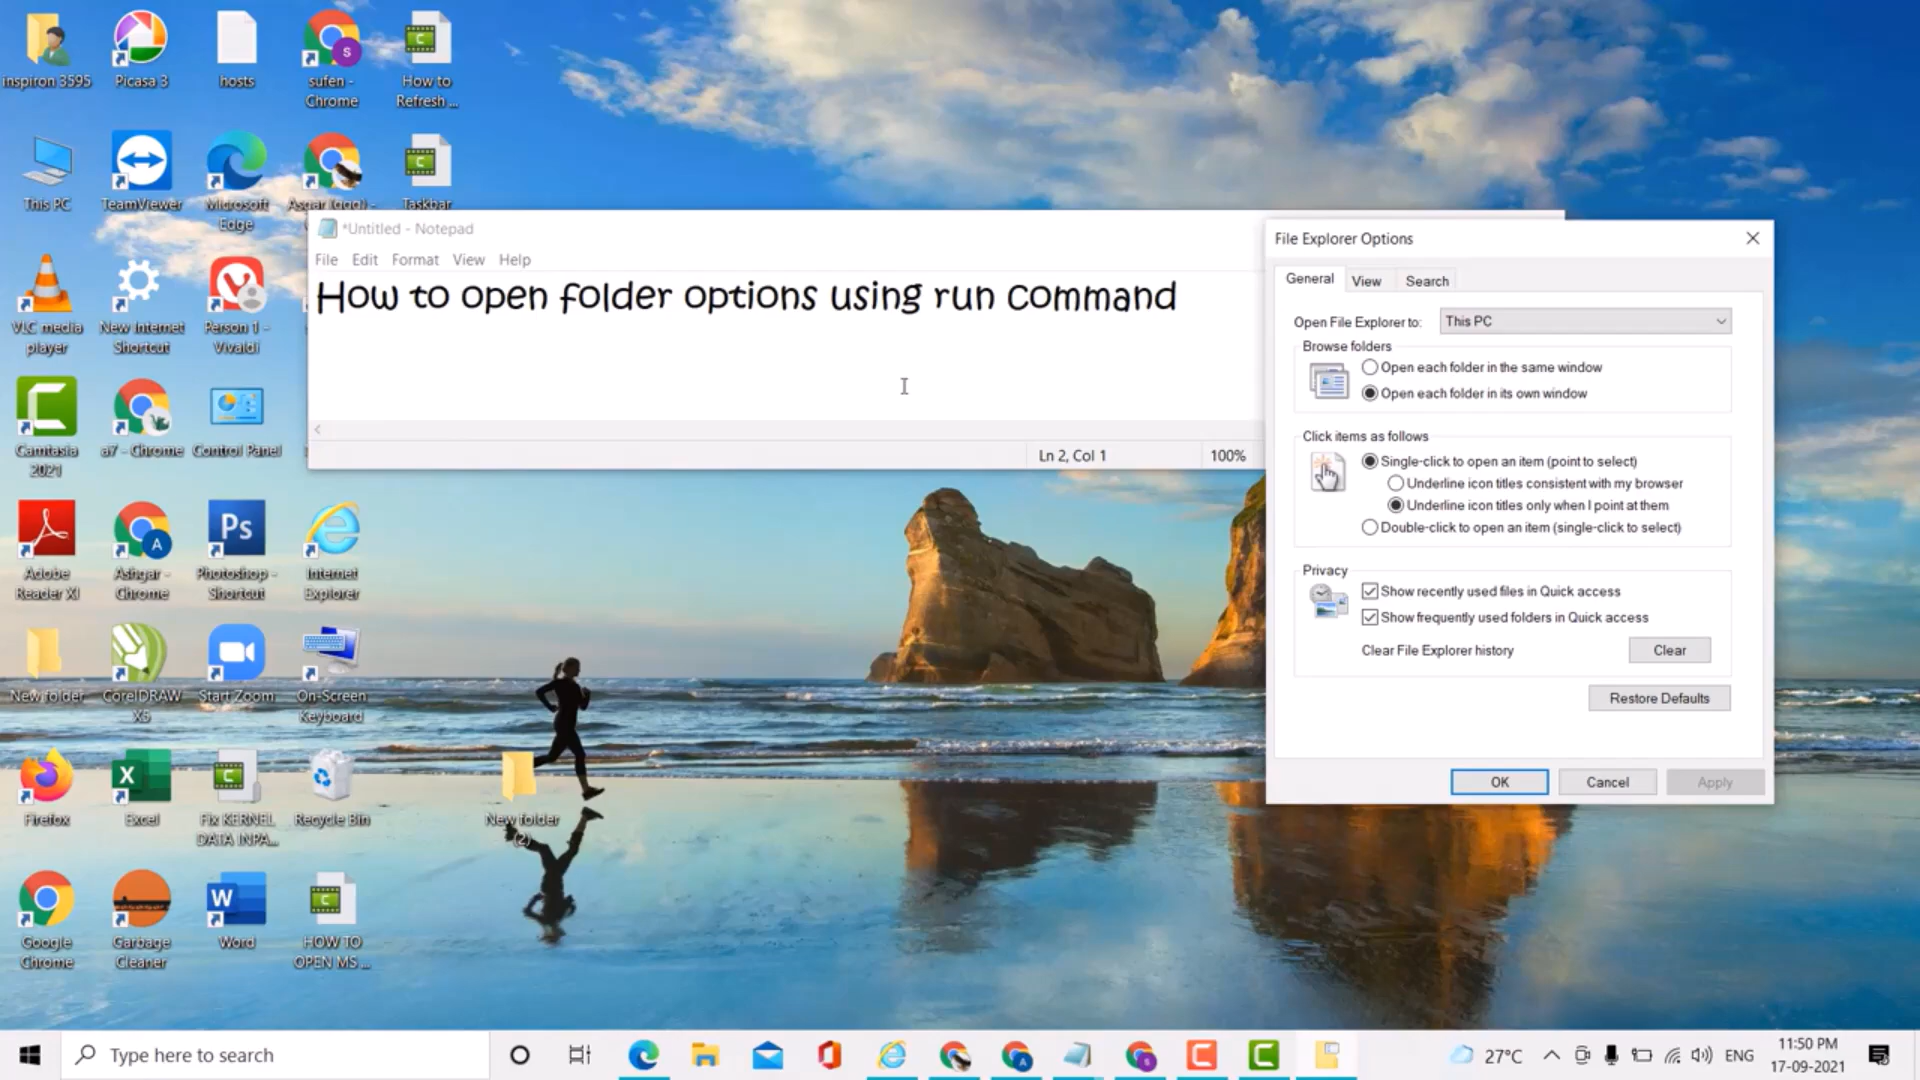 inspiron 3595
Picasa 3
hosts
sufen -
Chrome
How to
Refresh ...
This PC
TeamViewer
Microsoft
Edge
Asgar (ggo) -
Taskbar
VLC media
player
New Internet
Shortcut
Person 1 -
Vivaldi
Camtasia
2021
a7 - Chrome
Control Panel
Adobe
Reader XI
Ashgar -
Chrome
Photoshop -
Shortcut
Internet
Explorer
New folder
CorelDRAW
X5
Start Zoom
On-Screen
Keyboard
Firefox
Excel
Fix KERNEL
DATA INPA...
Recycle Bin
New folder
(2)
Google
Chrome
Garbage
Cleaner
Word
HOW TO
OPEN MS ...
*Untitled - Notepad
File Edit Format View Help
How to open folder options using run command
Ln 2, Col 1
100%
File Explorer Options
General View Search
Open File Explorer to: This PC
Browse folders
Open each folder in the same window
Open each folder in its own window
Click items as follows
Single-click to open an item (point to select)
Underline icon titles consistent with my browser
Underline icon titles only when I point at them
Double-click to open an item (single-click to select)
Privacy
Show recently used files in Quick access
Show frequently used folders in Quick access
Clear File Explorer history Clear
Restore Defaults
OK Cancel Apply
Type here to search
27°C
ENG
11:50 PM
17-09-2021